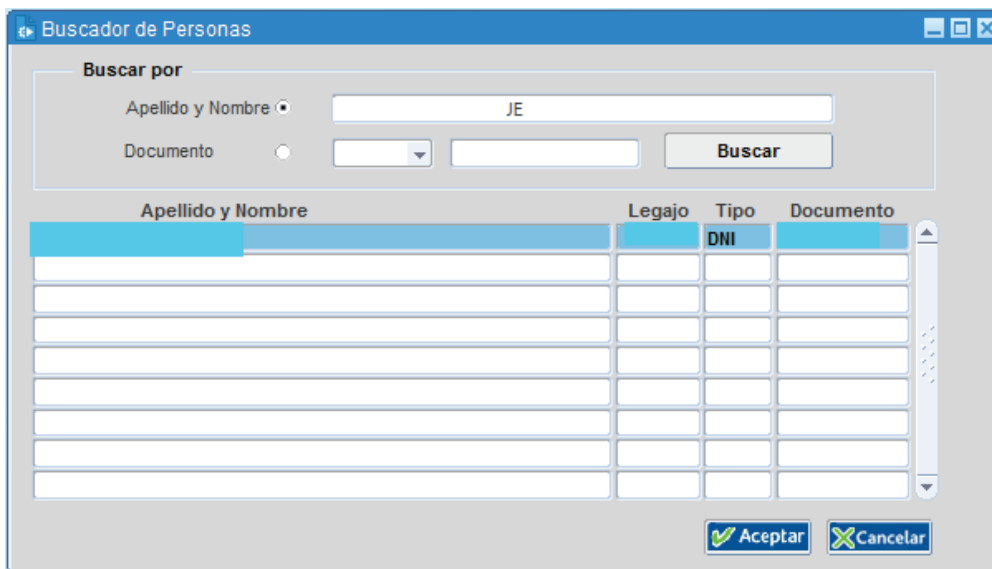 Buscador de Personas
Buscar por
Apellido y Nombre JE
Documento Buscar
Apellido y Nombre Legajo Tipo Documento
DNI
Aceptar Cancelar